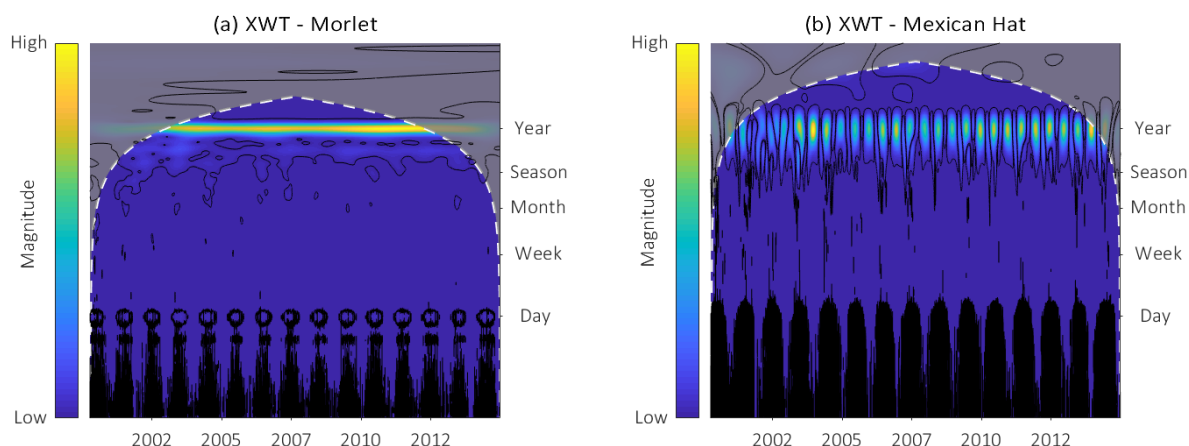 (a) XWT - Morlet
High
Magnitude
Low
Year
Season
Month
Week
Day
2002 2005 2007 2010 2012
(b) XWT - Mexican Hat
High
Magnitude
Low
Year
Season
Month
Week
Day
2002 2005 2007 2010 2012